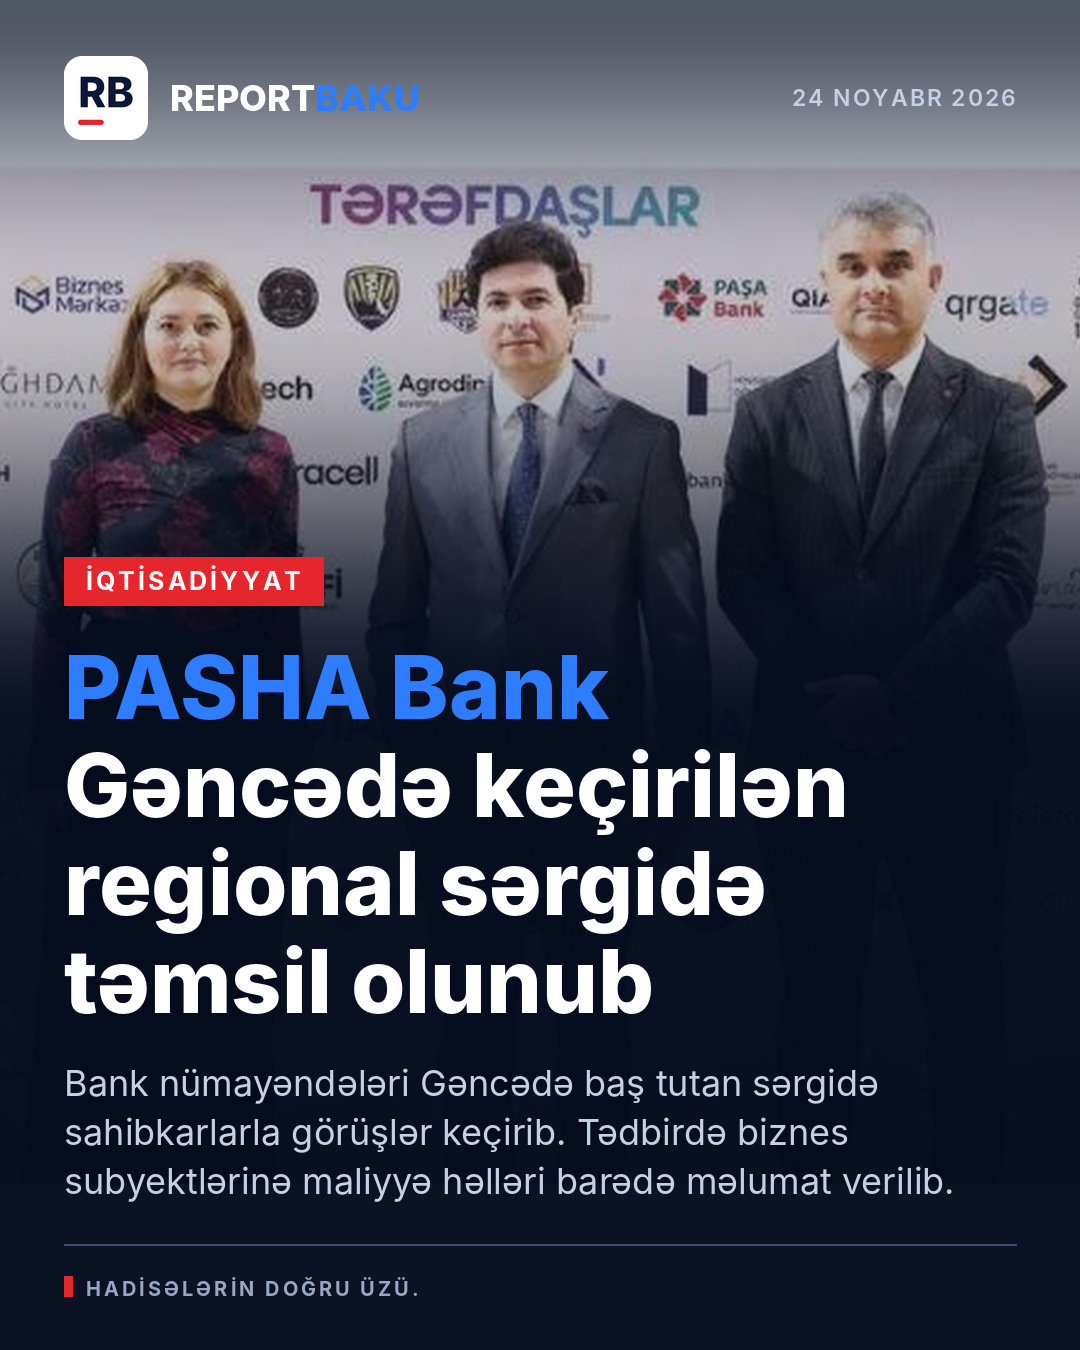 RB
REPORTBAKU
24 NOYABR 2026
TƏRƏFDAŞLAR
Biznes
PAŞA
Bank
qrgate
İQTİSADİYYAT
PASHA Bank
Gəncədə keçirilən
regional sərgidə
təmsil olunub
Bank nümayəndələri Gəncədə baş tutan sərgidə
sahibkarlarla görüşlər keçirib. Tədbirdə biznes
subyektlərinə maliyyə həlləri barədə məlumat verilib.
HADİSƏLƏRİN DOĞRU ÜZÜ.